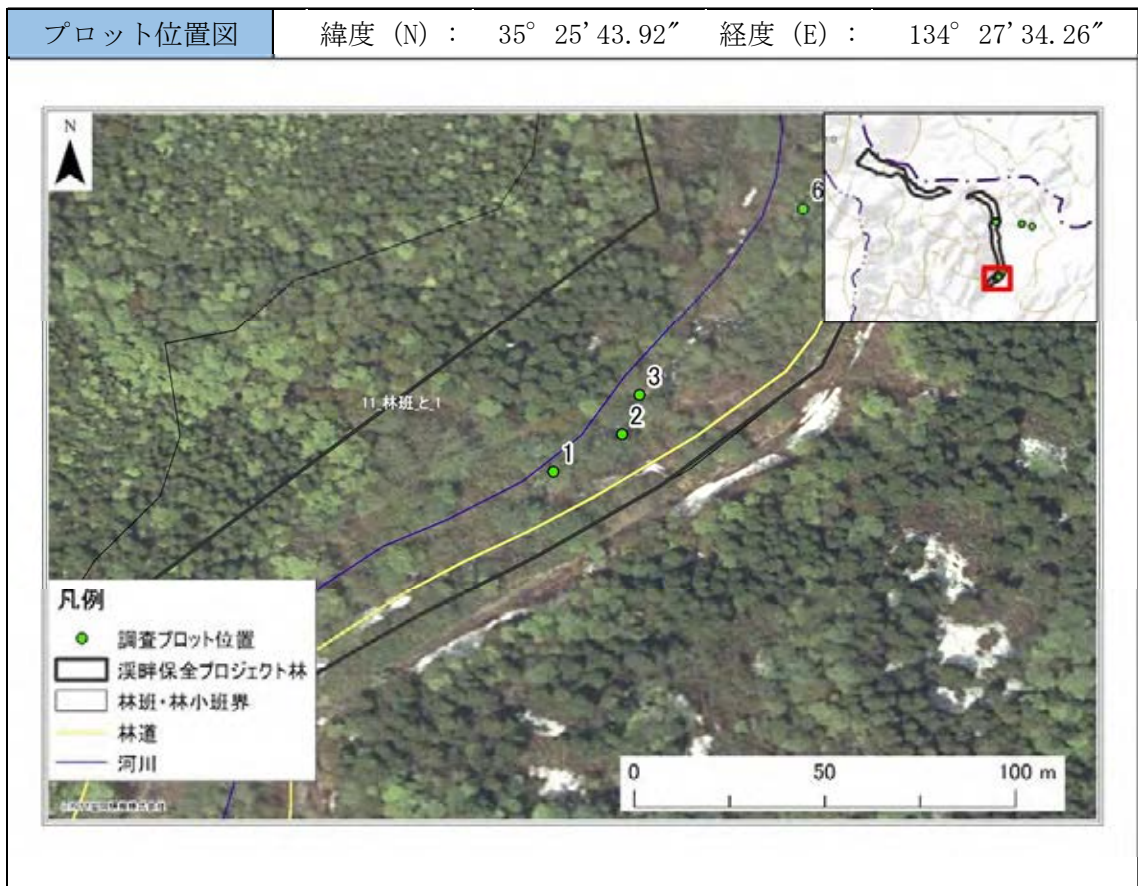 プロット位置図 緯度 (N) : 35° 25'43.92" 経度 (E) : 134° 27'34.26"
N
6
3
11_林班_と_1
2
1
凡例
調査プロット位置
渓畔保全プロジェクト林
林班・林小班界
林道
河川
0 50 100 m